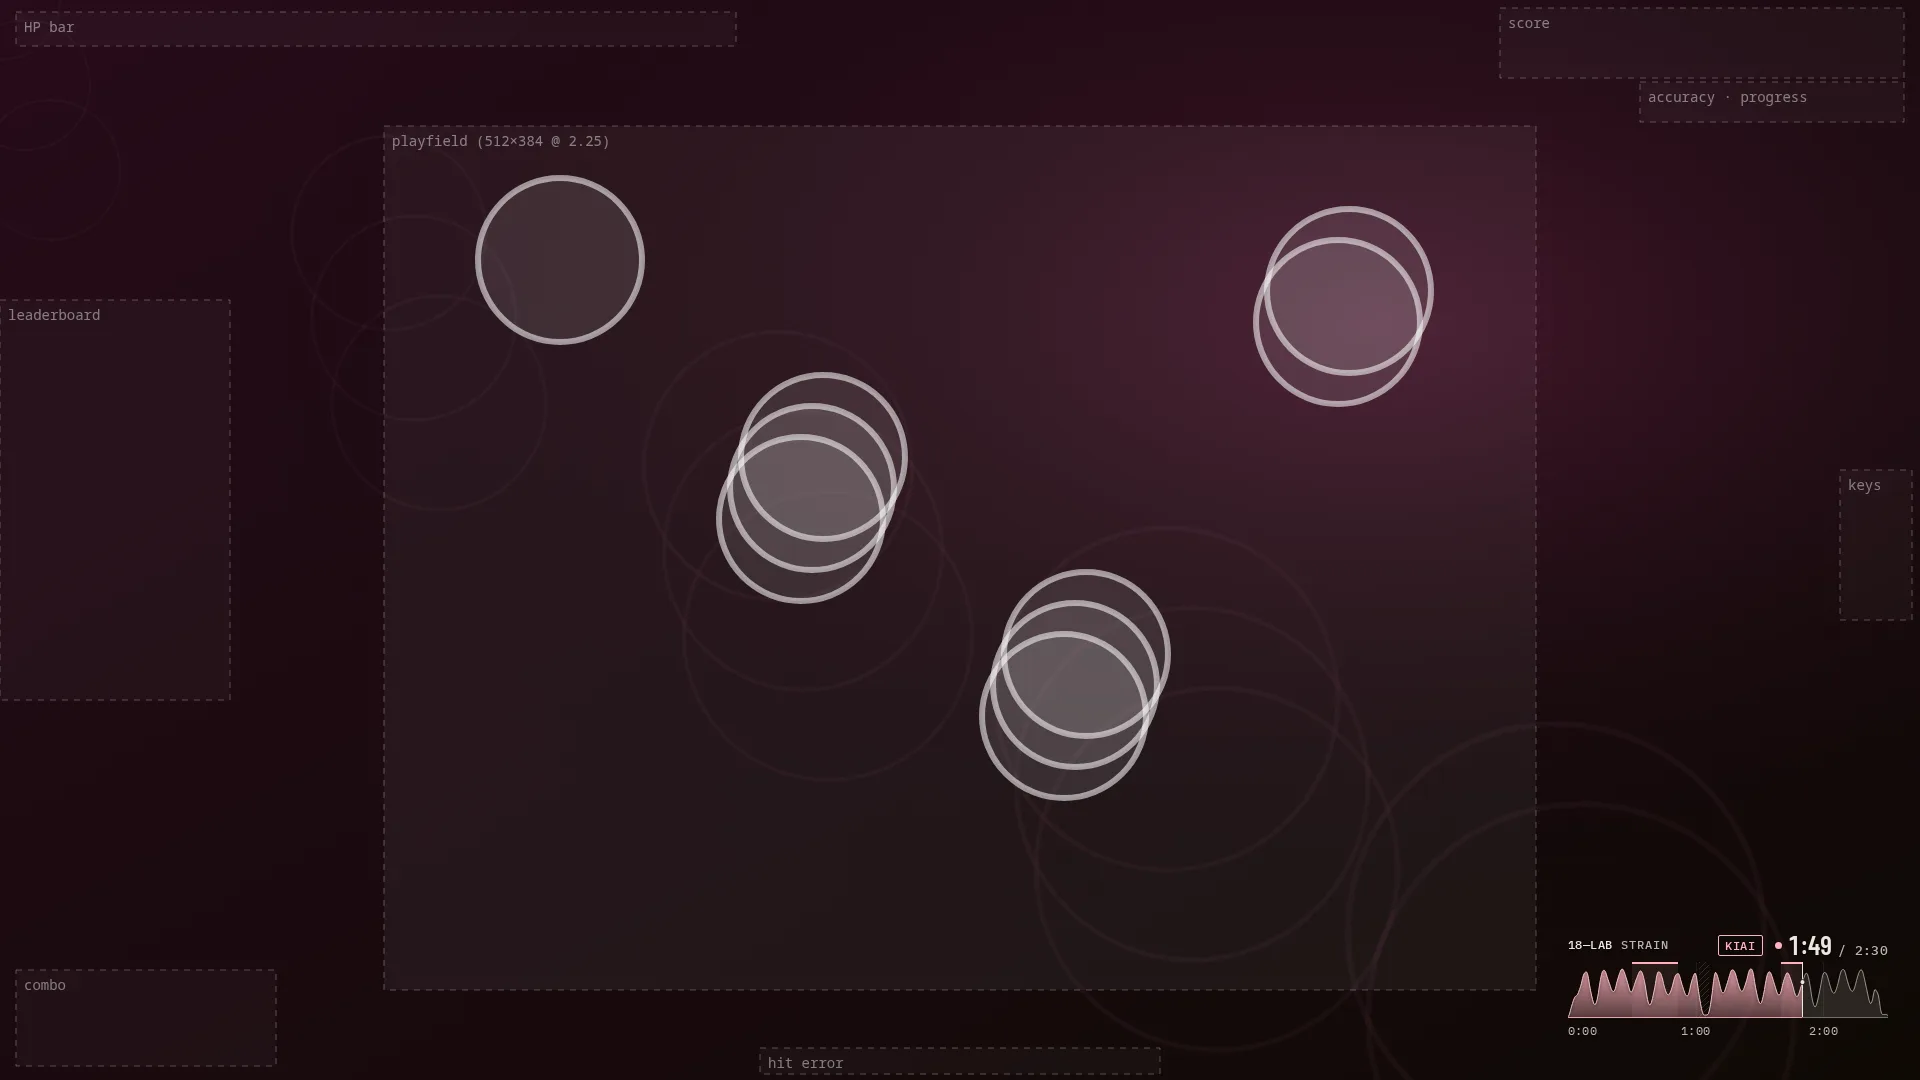 HP bar
score
accuracy · progress
playfield (512×384 @ 2.25)
leaderboard
keys
18—LAB STRAIN KIAI 1:49 / 2:30
0:00 1:00 2:00
combo
hit error